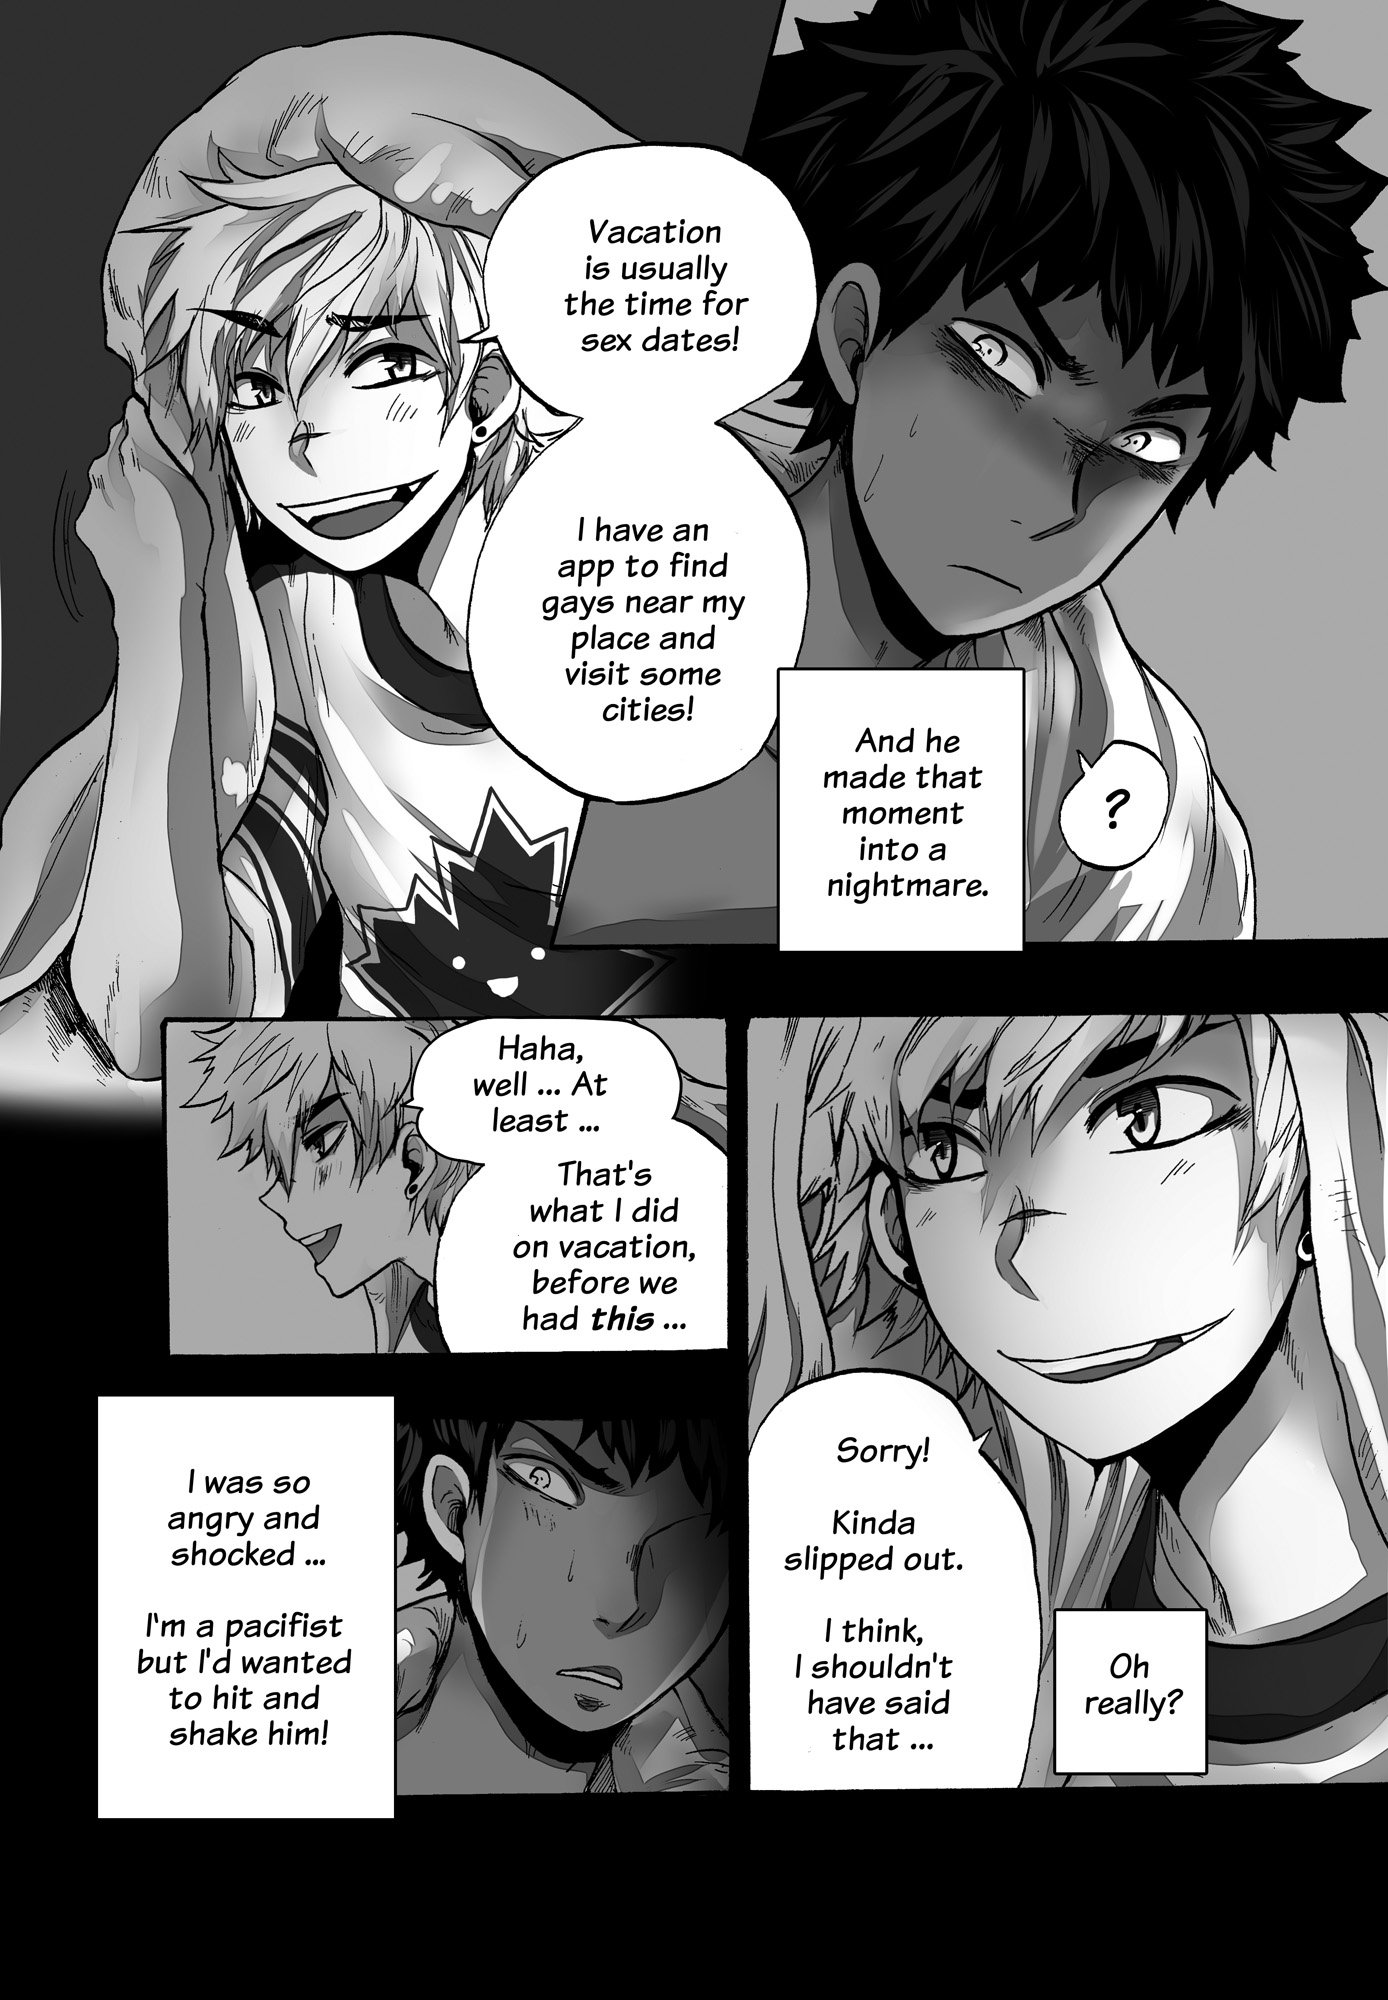 Vacation
is usually
the time for
sex dates!
I have an
app to find
gays near my
place and
visit some
cities!
And he
made that
moment
into a
nightmare.
?
Haha,
well ... At
least ...
That's
what I did
on vacation,
before we
had this ...
Sorry!
Kinda
slipped out.
I think,
I shouldn't
have said
that ...
Oh
really?
I was so
angry and
shocked ...
I'm a pacifist
but I'd wanted
to hit and
shake him!